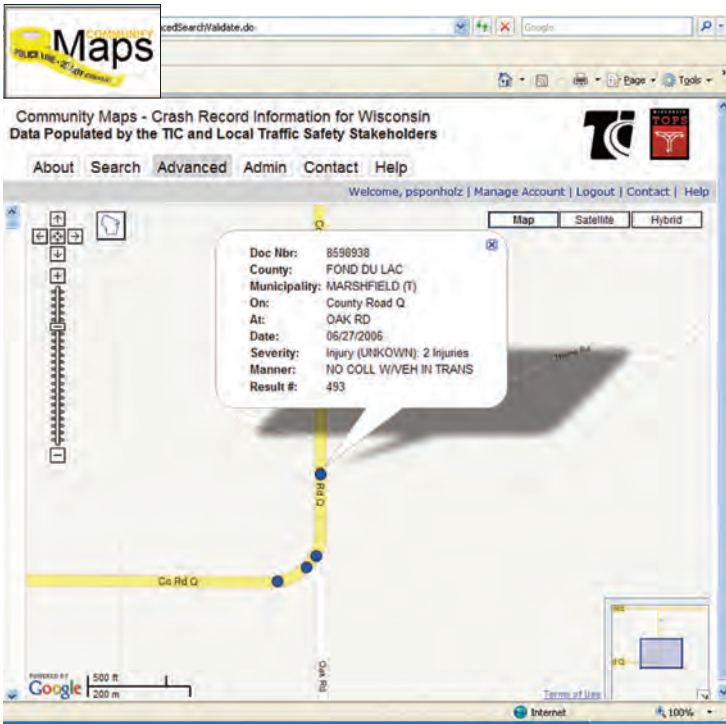 COMMUNITY
Maps
cedSearchValidate.do
Google
Page
Tools
Community Maps - Crash Record Information for Wisconsin
Data Populated by the TIC and Local Traffic Safety Stakeholders
WISCONSIN
TOPS
About Search Advanced Admin Contact Help
Welcome, psponholz | Manage Account | Logout | Contact | Help
Map Satellite Hybrid
Doc Nbr: 8598938
County: FOND DU LAC
Municipality: MARSHFIELD (T)
On: County Road Q
At: OAK RD
Date: 06/27/2006
Severity: Injury (UNKOWN): 2 Injuries
Manner: NO COLL W/VEH IN TRANS
Result #: 493
Rd Q
Co Rd Q
Oak Rd
POWERED BY
Google
500 ft
200 m
Terms of Use
Internet
100%